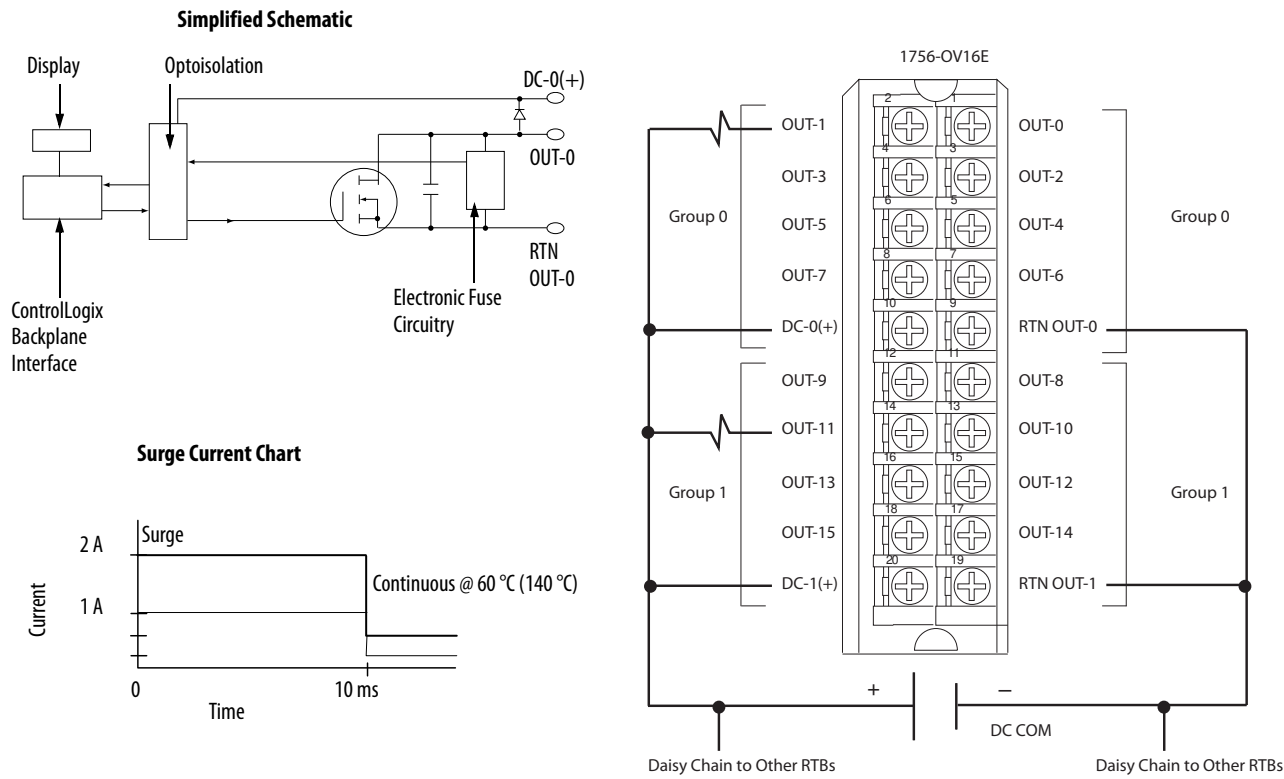 Simplified Schematic
Display
Optoisolation
DC-0(+)
OUT-0
RTN
OUT-0
Electronic Fuse
Circuitry
ControlLogix
Backplane
Interface
Surge Current Chart
Surge
2 A
Continuous @ 60 °C (140 °C)
1 A
Current
0
10 ms
Time
1756-OV16E
OUT-1
2
1
OUT-0
OUT-3
4
3
OUT-2
Group 0
Group 0
OUT-5
6
5
OUT-4
OUT-7
8
7
OUT-6
DC-0(+)
10
9
RTN OUT-0
OUT-9
12
11
OUT-8
OUT-11
14
13
OUT-10
Group 1
Group 1
OUT-13
16
15
OUT-12
OUT-15
18
17
OUT-14
DC-1(+)
20
19
RTN OUT-1
+
–
DC COM
Daisy Chain to Other RTBs
Daisy Chain to Other RTBs